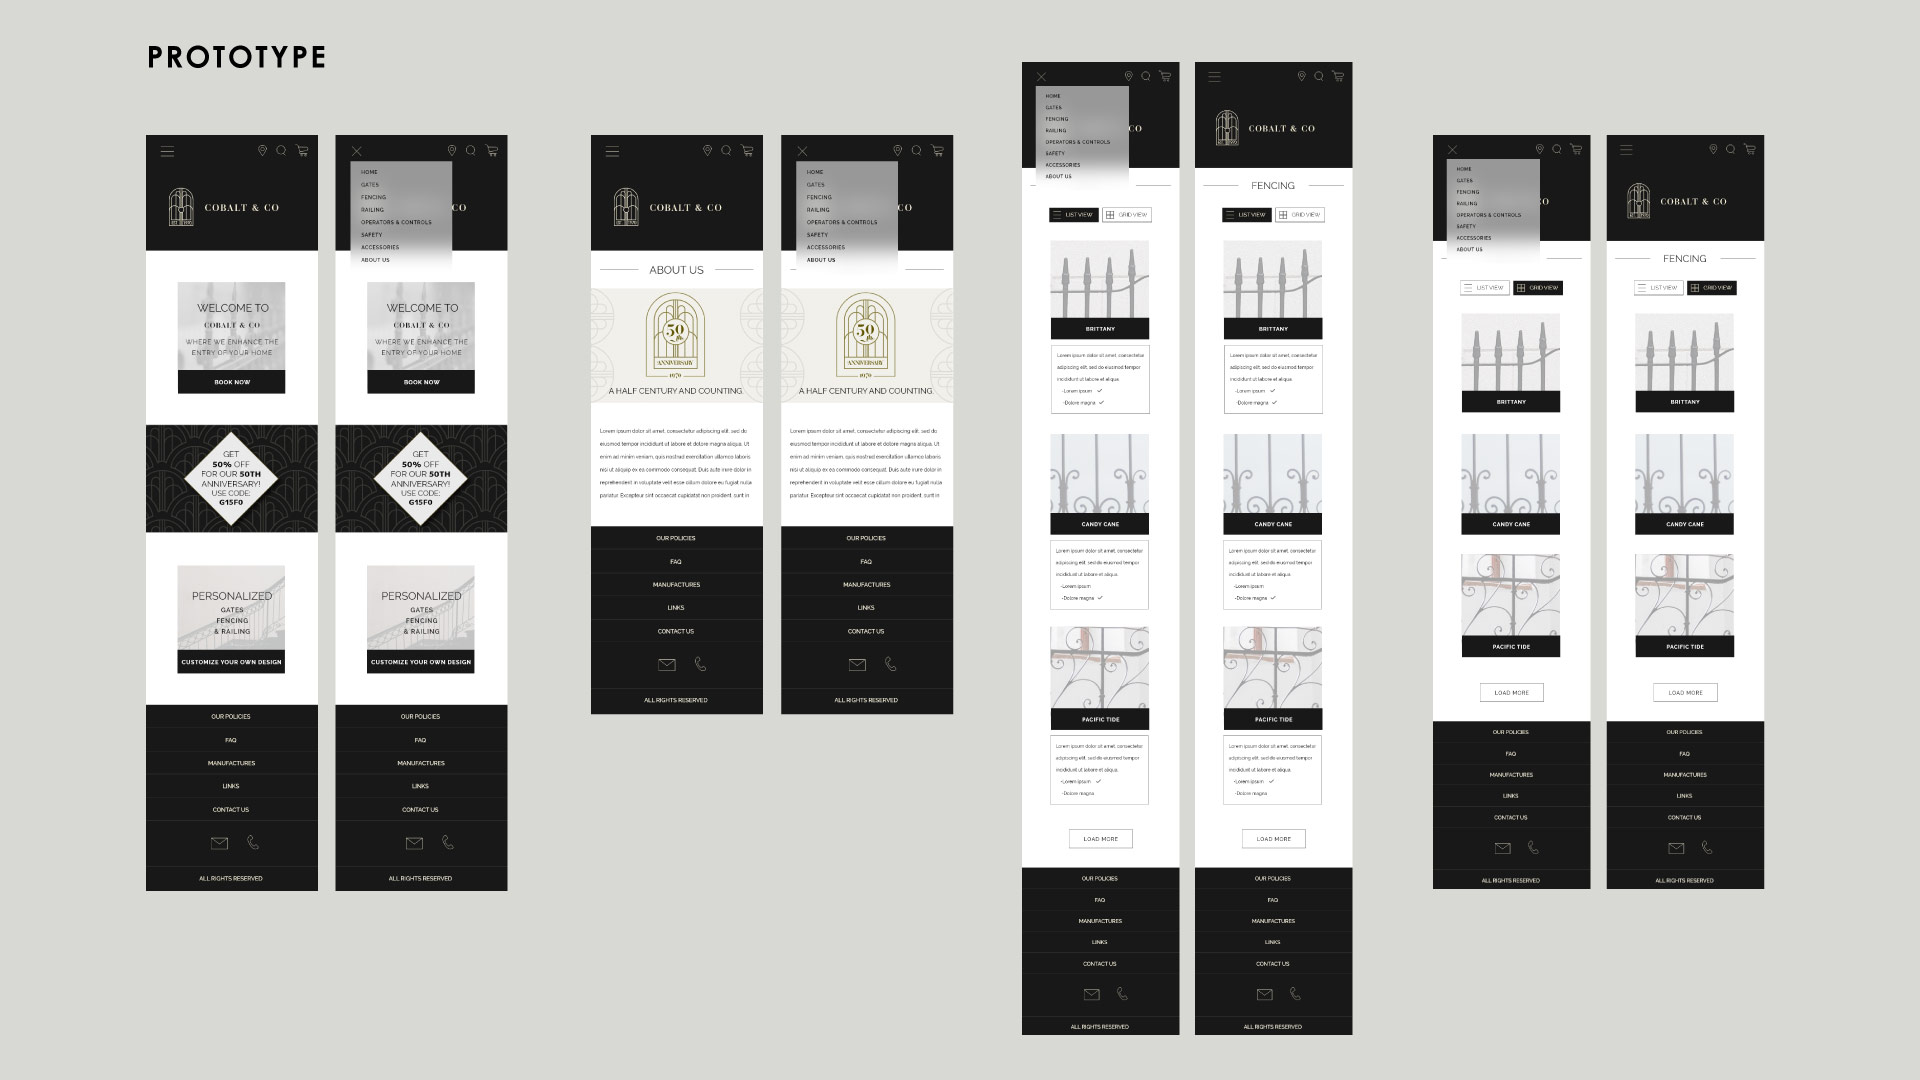 PROTOTYPE
COBALT & CO
WELCOME TO
COBALT & CO
WHERE WE ENHANCE THE
ENTRY OF YOUR HOME
BOOK NOW
GET
50% OFF
FOR OUR 50TH
ANNIVERSARY!
USE CODE:
G15F0
PERSONALIZED
GATES
FENCING
& RAILING
CUSTOMIZE YOUR OWN DESIGN
OUR POLICIES
FAQ
MANUFACTURES
LINKS
CONTACT US
ALL RIGHTS RESERVED
HOME
GATES
FENCING
RAILING
OPERATORS & CONTROLS
SAFETY
ACCESSORIES
ABOUT US
CO
WELCOME TO
COBALT & CO
WHERE WE ENHANCE THE
ENTRY OF YOUR HOME
BOOK NOW
GET
50% OFF
FOR OUR 50TH
ANNIVERSARY!
USE CODE:
G15F0
PERSONALIZED
GATES
FENCING
& RAILING
CUSTOMIZE YOUR OWN DESIGN
OUR POLICIES
FAQ
MANUFACTURES
LINKS
CONTACT US
ALL RIGHTS RESERVED
COBALT & CO
ABOUT US
50
ANNIVERSARY
1970
A HALF CENTURY AND COUNTING.
Lorem ipsum dolor sit amet, consectetur adipiscing elit, sed do
eiusmod tempor incididunt ut labore et dolore magna aliqua. Ut
enim ad minim veniam, quis nostrud exercitation ullamco laboris
nisi ut aliquip ex ea commodo consequat. Duis aute irure dolor in
reprehenderit in voluptate velit esse cillum dolore eu fugiat nulla
pariatur. Excepteur sint occaecat cupidatat non proident, sunt in
OUR POLICIES
FAQ
MANUFACTURES
LINKS
CONTACT US
ALL RIGHTS RESERVED
HOME
GATES
FENCING
RAILING
OPERATORS & CONTROLS
SAFETY
ACCESSORIES
ABOUT US
CO
50
ANNIVERSARY
1970
A HALF CENTURY AND COUNTING.
Lorem ipsum dolor sit amet, consectetur adipiscing elit, sed do
eiusmod tempor incididunt ut labore et dolore magna aliqua. Ut
enim ad minim veniam, quis nostrud exercitation ullamco laboris
nisi ut aliquip ex ea commodo consequat. Duis aute irure dolor in
reprehenderit in voluptate velit esse cillum dolore eu fugiat nulla
pariatur. Excepteur sint occaecat cupidatat non proident, sunt in
OUR POLICIES
FAQ
MANUFACTURES
LINKS
CONTACT US
ALL RIGHTS RESERVED
HOME
GATES
FENCING
RAILING
OPERATORS & CONTROLS
SAFETY
ACCESSORIES
ABOUT US
CO
LIST VIEW GRID VIEW
BRITTANY
Lorem ipsum dolor sit amet, consectetur
adipiscing elit, sed do eiusmod tempor
incididunt ut labore et aliqua
-Lorem ipsum ✓
-Dolore magna ✓
CANDY CANE
Lorem ipsum dolor sit amet, consectetur
adipiscing elit, sed do eiusmod tempor
incididunt ut labore et aliqua
-Lorem ipsum
-Dolore magna ✓
PACIFIC TIDE
Lorem ipsum dolor sit amet, consectetur
adipiscing elit, sed do eiusmod tempor
incididunt ut labore et aliqua
-Lorem ipsum ✓
-Dolore magna
LOAD MORE
OUR POLICIES
FAQ
MANUFACTURES
LINKS
CONTACT US
ALL RIGHTS RESERVED
COBALT & CO
FENCING
LIST VIEW GRID VIEW
BRITTANY
Lorem ipsum dolor sit amet, consectetur
adipiscing elit, sed do eiusmod tempor
incididunt ut labore et aliqua
-Lorem ipsum ✓
-Dolore magna ✓
CANDY CANE
Lorem ipsum dolor sit amet, consectetur
adipiscing elit, sed do eiusmod tempor
incididunt ut labore et aliqua
-Lorem ipsum
-Dolore magna ✓
PACIFIC TIDE
Lorem ipsum dolor sit amet, consectetur
adipiscing elit, sed do eiusmod tempor
incididunt ut labore et aliqua
-Lorem ipsum ✓
-Dolore magna
LOAD MORE
OUR POLICIES
FAQ
MANUFACTURES
LINKS
CONTACT US
ALL RIGHTS RESERVED
HOME
GATES
FENCING
RAILING
OPERATORS & CONTROLS
SAFETY
ACCESSORIES
ABOUT US
CO
LIST VIEW GRID VIEW
BRITTANY
CANDY CANE
PACIFIC TIDE
LOAD MORE
OUR POLICIES
FAQ
MANUFACTURES
LINKS
CONTACT US
ALL RIGHTS RESERVED
COBALT & CO
FENCING
LIST VIEW GRID VIEW
BRITTANY
CANDY CANE
PACIFIC TIDE
LOAD MORE
OUR POLICIES
FAQ
MANUFACTURES
LINKS
CONTACT US
ALL RIGHTS RESERVED